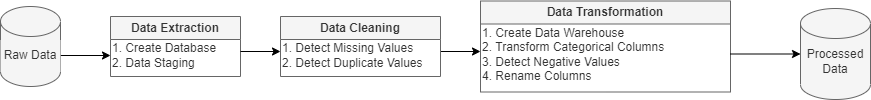 Raw Data
Data Extraction
1. Create Database
2. Data Staging
Data Cleaning
1. Detect Missing Values
2. Detect Duplicate Values
Data Transformation
1. Create Data Warehouse
2. Transform Categorical Columns
3. Detect Negative Values
4. Rename Columns
Processed
Data